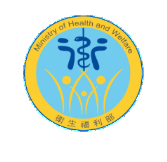 Ministry of Health and Welfare
衛生福利部